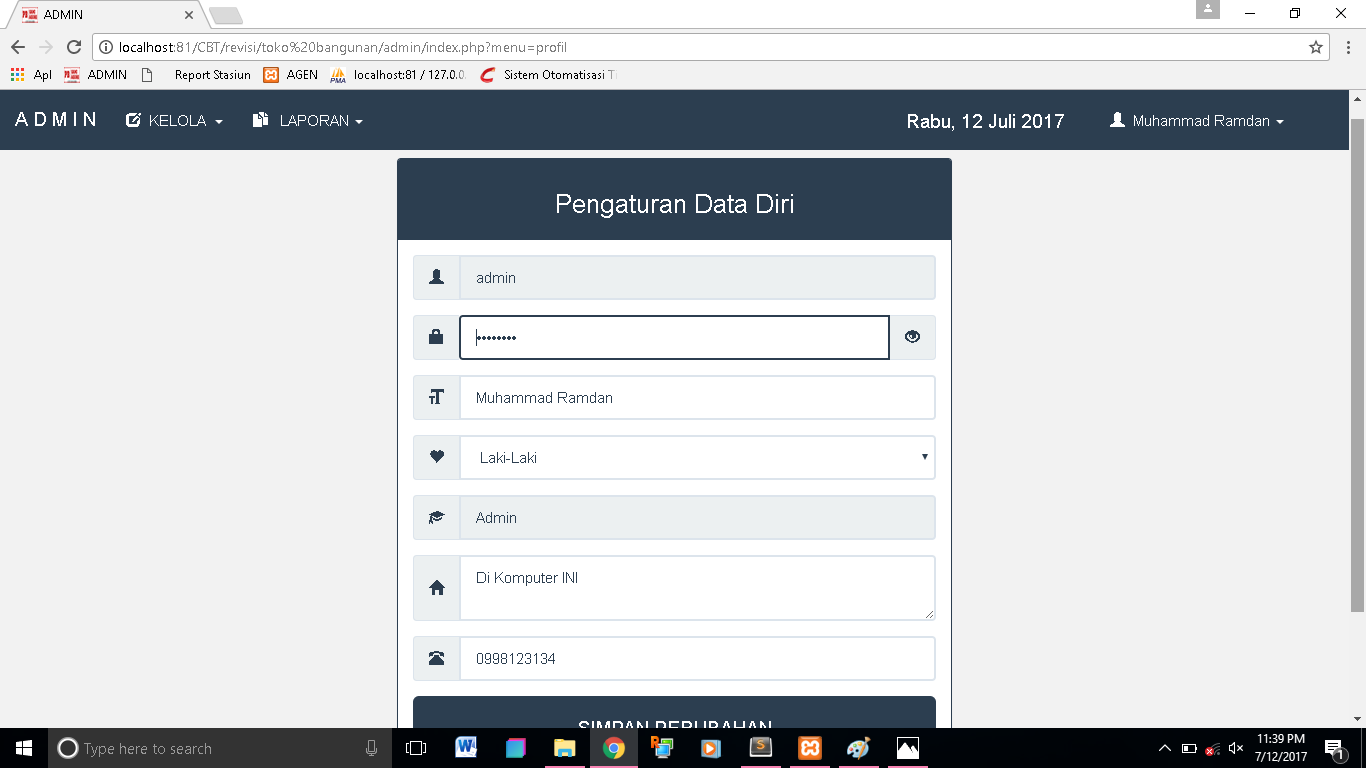 ADMIN
localhost:81/CBT/revisi/toko%20bangunan/admin/index.php?menu=profil
Apl ADMIN Report Stasiun AGEN PMA localhost:81 / 127.0.0. Sistem Otomatisasi Ti
ADMIN KELOLA LAPORAN Rabu, 12 Juli 2017 Muhammad Ramdan
Pengaturan Data Diri
admin
••••••••
Muhammad Ramdan
Laki-Laki
Admin
Di Komputer INI
0998123134
SIMPAN PERUBAHAN
Type here to search
11:39 PM
7/12/2017
1